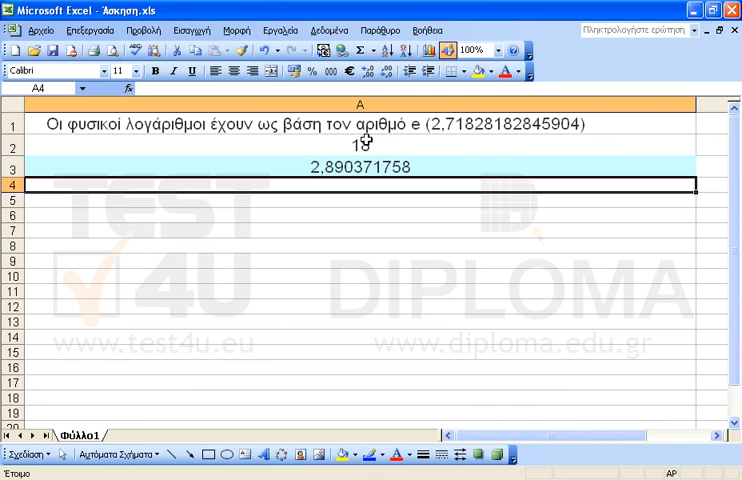 Microsoft Excel - Άσκηση.xls
Αρχείο Επεξεργασία Προβολή Εισαγωγή Μορφή Εργαλεία Δεδομένα Παράθυρο Βοήθεια Πληκτρολογήστε ερώτηση
100%
Calibri 11 B I U % 000 €
A4 fx
A
1 Οι φυσικοί λογάριθμοι έχουν ως βάση τον αριθμό e (2,71828182845904)
2 18
3 2,890371758
4
5
6
7
8
9
10
11
12
13
14
15
16
17
18
19
20
TEST 4U DIPLOMA
www.test4u.eu www.diploma.edu.gr
Φύλλο1
Σχεδίαση Αυτόματα Σχήματα
Έτοιμο AP